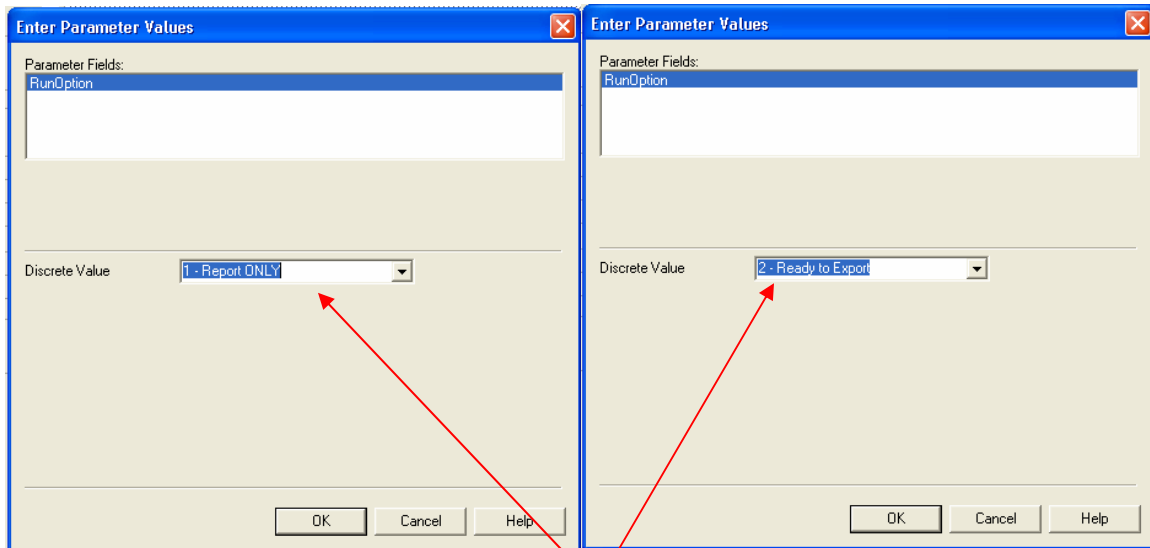 Enter Parameter Values
Parameter Fields:
RunOption
Discrete Value
1 - Report ONLY
OK
Cancel
Help
Enter Parameter Values
Parameter Fields:
RunOption
Discrete Value
2 - Ready to Export
OK
Cancel
Help